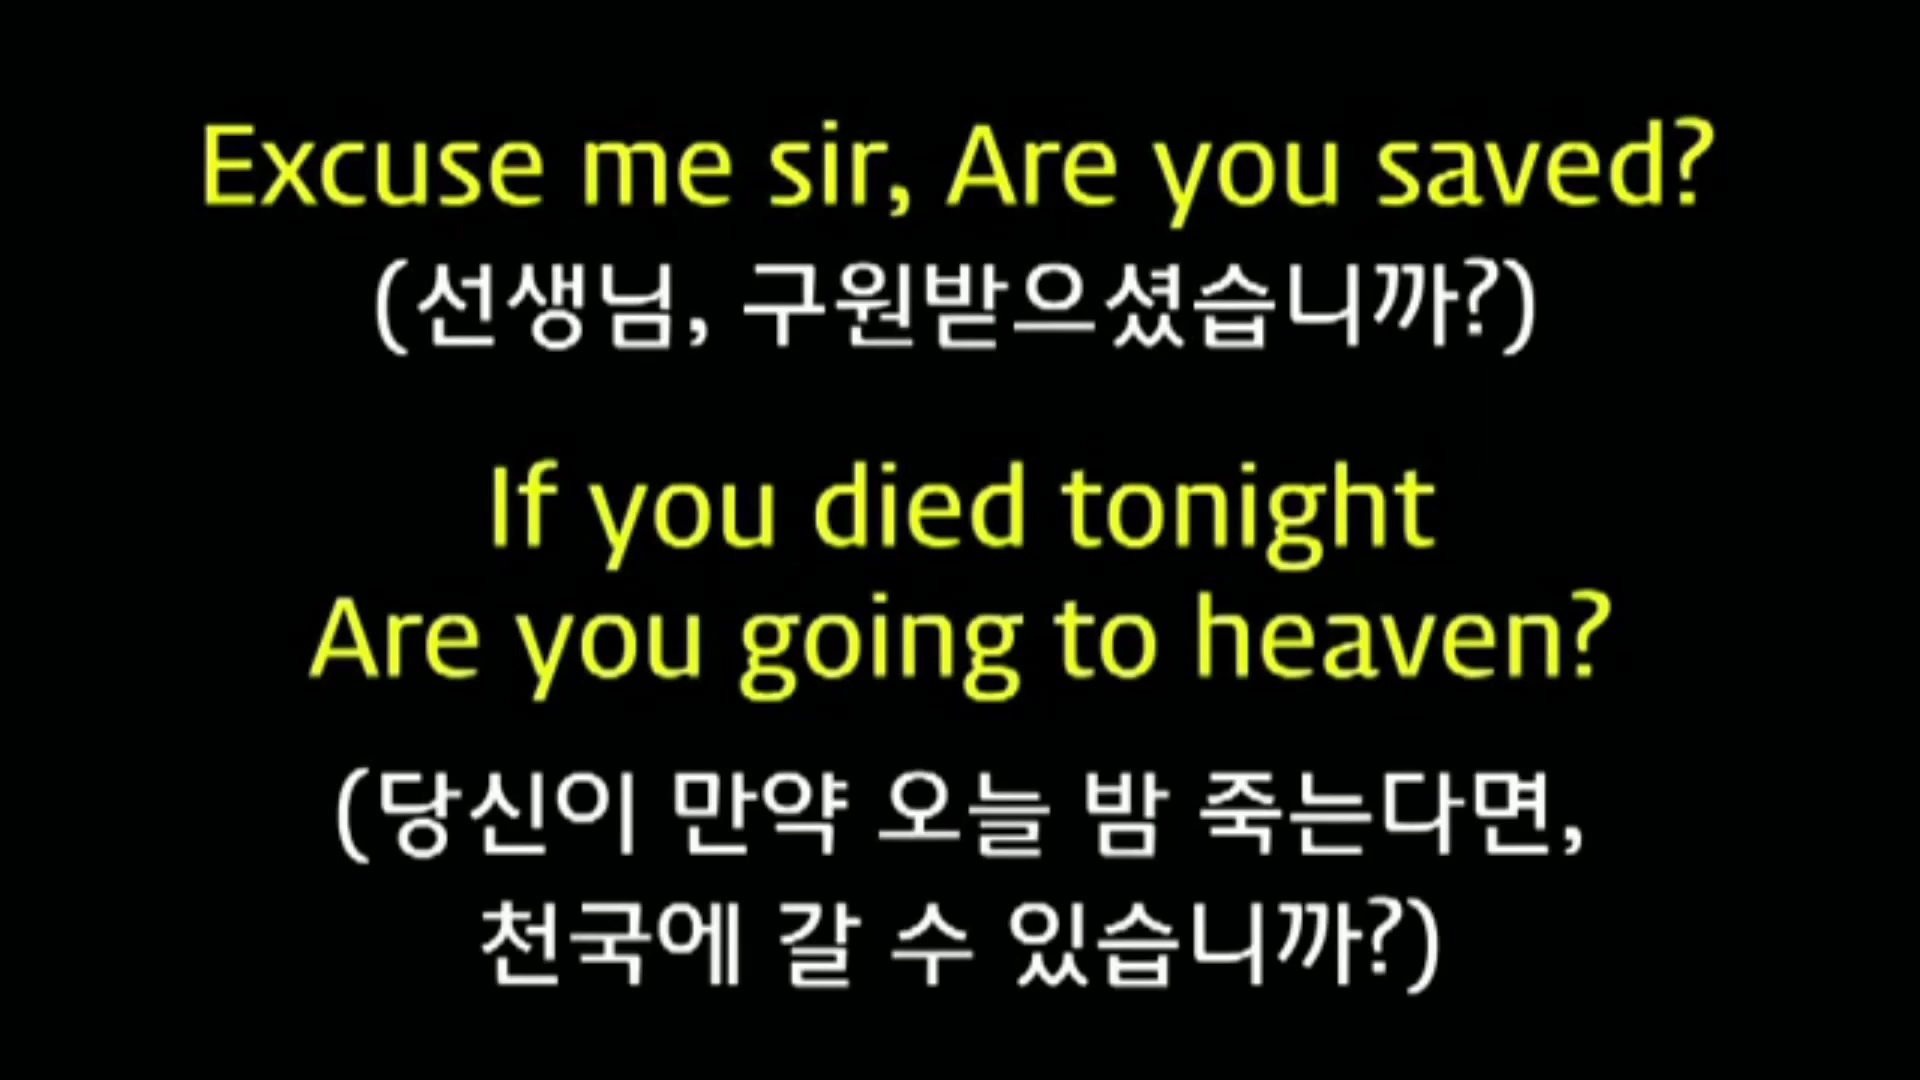 Excuse me sir, Are you saved?
(선생님, 구원받으셨습니까?)
If you died tonight
Are you going to heaven?
(당신이 만약 오늘 밤 죽는다면,
천국에 갈 수 있습니까?)